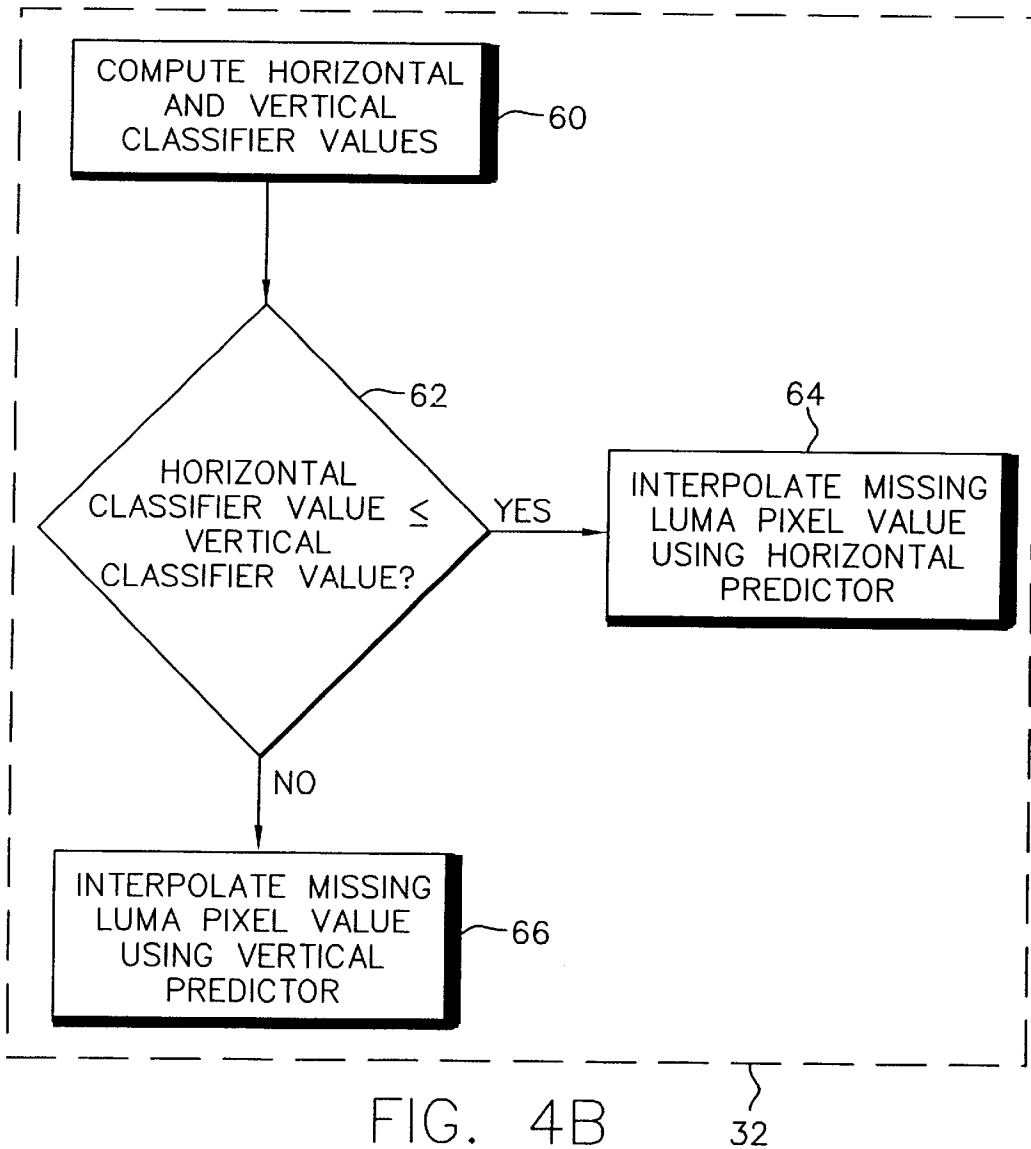 COMPUTE HORIZONTAL
AND VERTICAL
CLASSIFIER VALUES
60
62
HORIZONTAL
CLASSIFIER VALUE ≤
VERTICAL
CLASSIFIER VALUE?
YES
64
INTERPOLATE MISSING
LUMA PIXEL VALUE
USING HORIZONTAL
PREDICTOR
NO
INTERPOLATE MISSING
LUMA PIXEL VALUE
USING VERTICAL
PREDICTOR
66
32
FIG. 4B